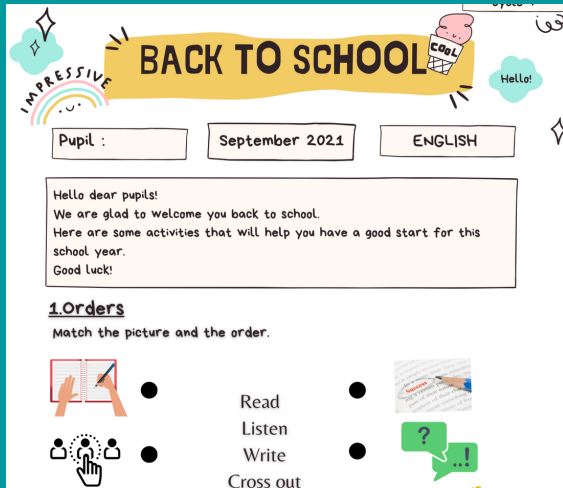 IMPRESSIVE
BACK TO SCHOOL
COOL
Hello!
Pupil :
September 2021
ENGLISH
Hello dear pupils!
We are glad to welcome you back to school.
Here are some activities that will help you have a good start for this
school year.
Good luck!
1.Orders
Match the picture and the order.
Success
Read
Listen
Write
Cross out
?
..!